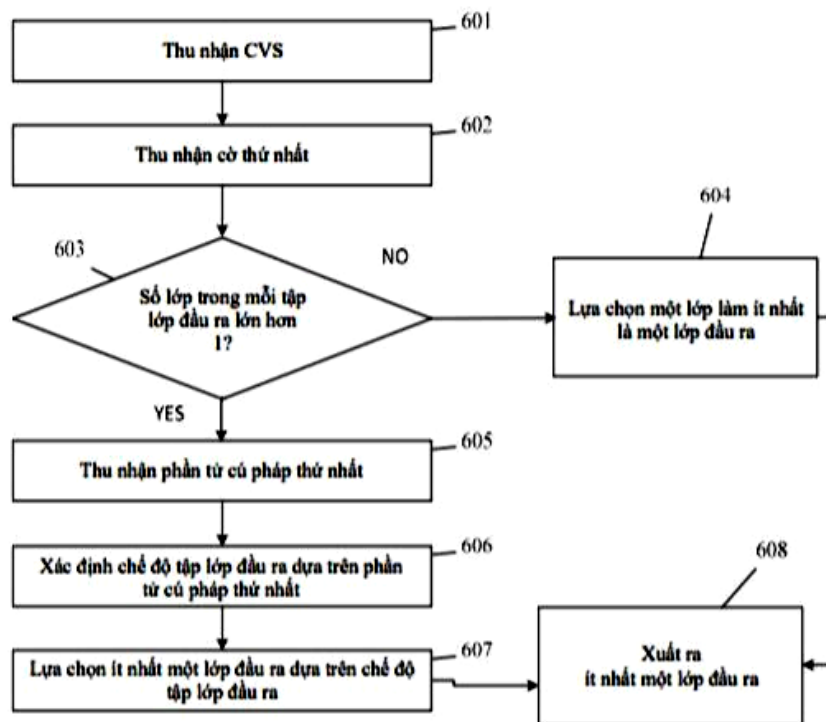 601
Thu nhận CVS
602
Thu nhận cờ thứ nhất
603
Số lớp trong mỗi tập
lớp đầu ra lớn hơn
1?
NO
604
Lựa chọn một lớp làm ít nhất
là một lớp đầu ra
YES
605
Thu nhận phần tử cú pháp thứ nhất
606
Xác định chế độ tập lớp đầu ra dựa trên phần
tử cú pháp thứ nhất
607
Lựa chọn ít nhất một lớp đầu ra dựa trên chế độ
tập lớp đầu ra
608
Xuất ra
ít nhất một lớp đầu ra